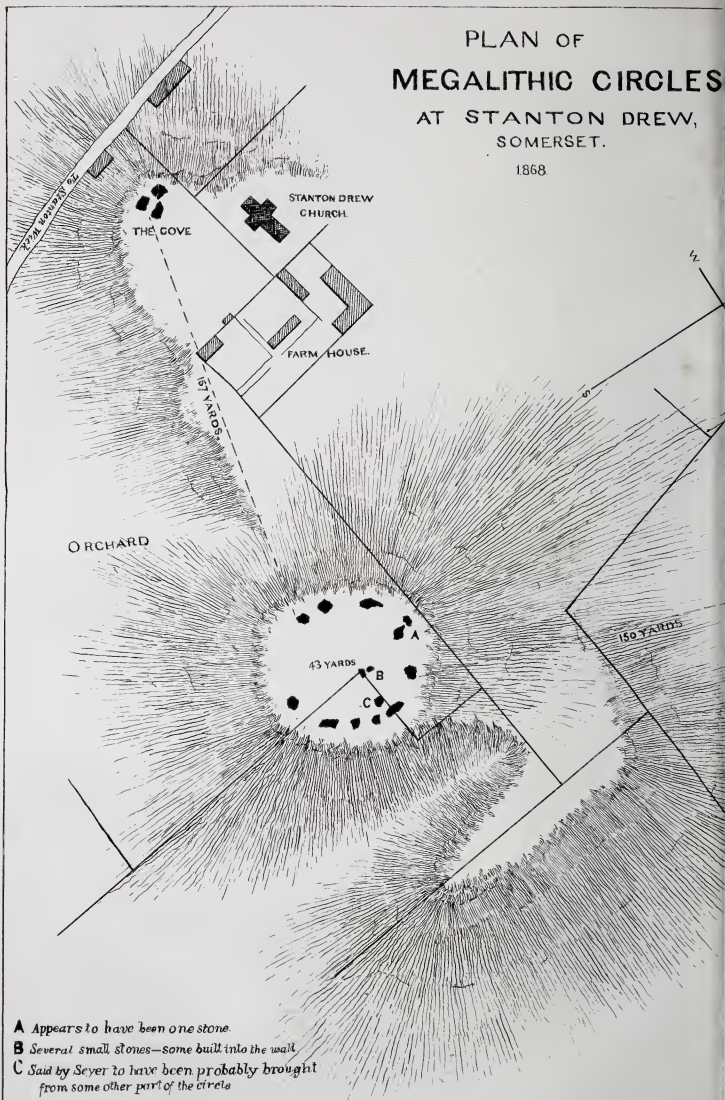 PLAN OF
MEGALITHIC CIRCLES
AT STANTON DREW,
SOMERSET.
1868.
To Stanton Wick
STANTON DREW
CHURCH.
THE COVE
N
FARM HOUSE.
157 YARDS.
S
ORCHARD
A
150 YARDS
43 YARDS
B
C
A Appears to have been one stone.
B Several small stones—some built into the wall
C Said by Seyer to have been probably brought
from some other part of the circle